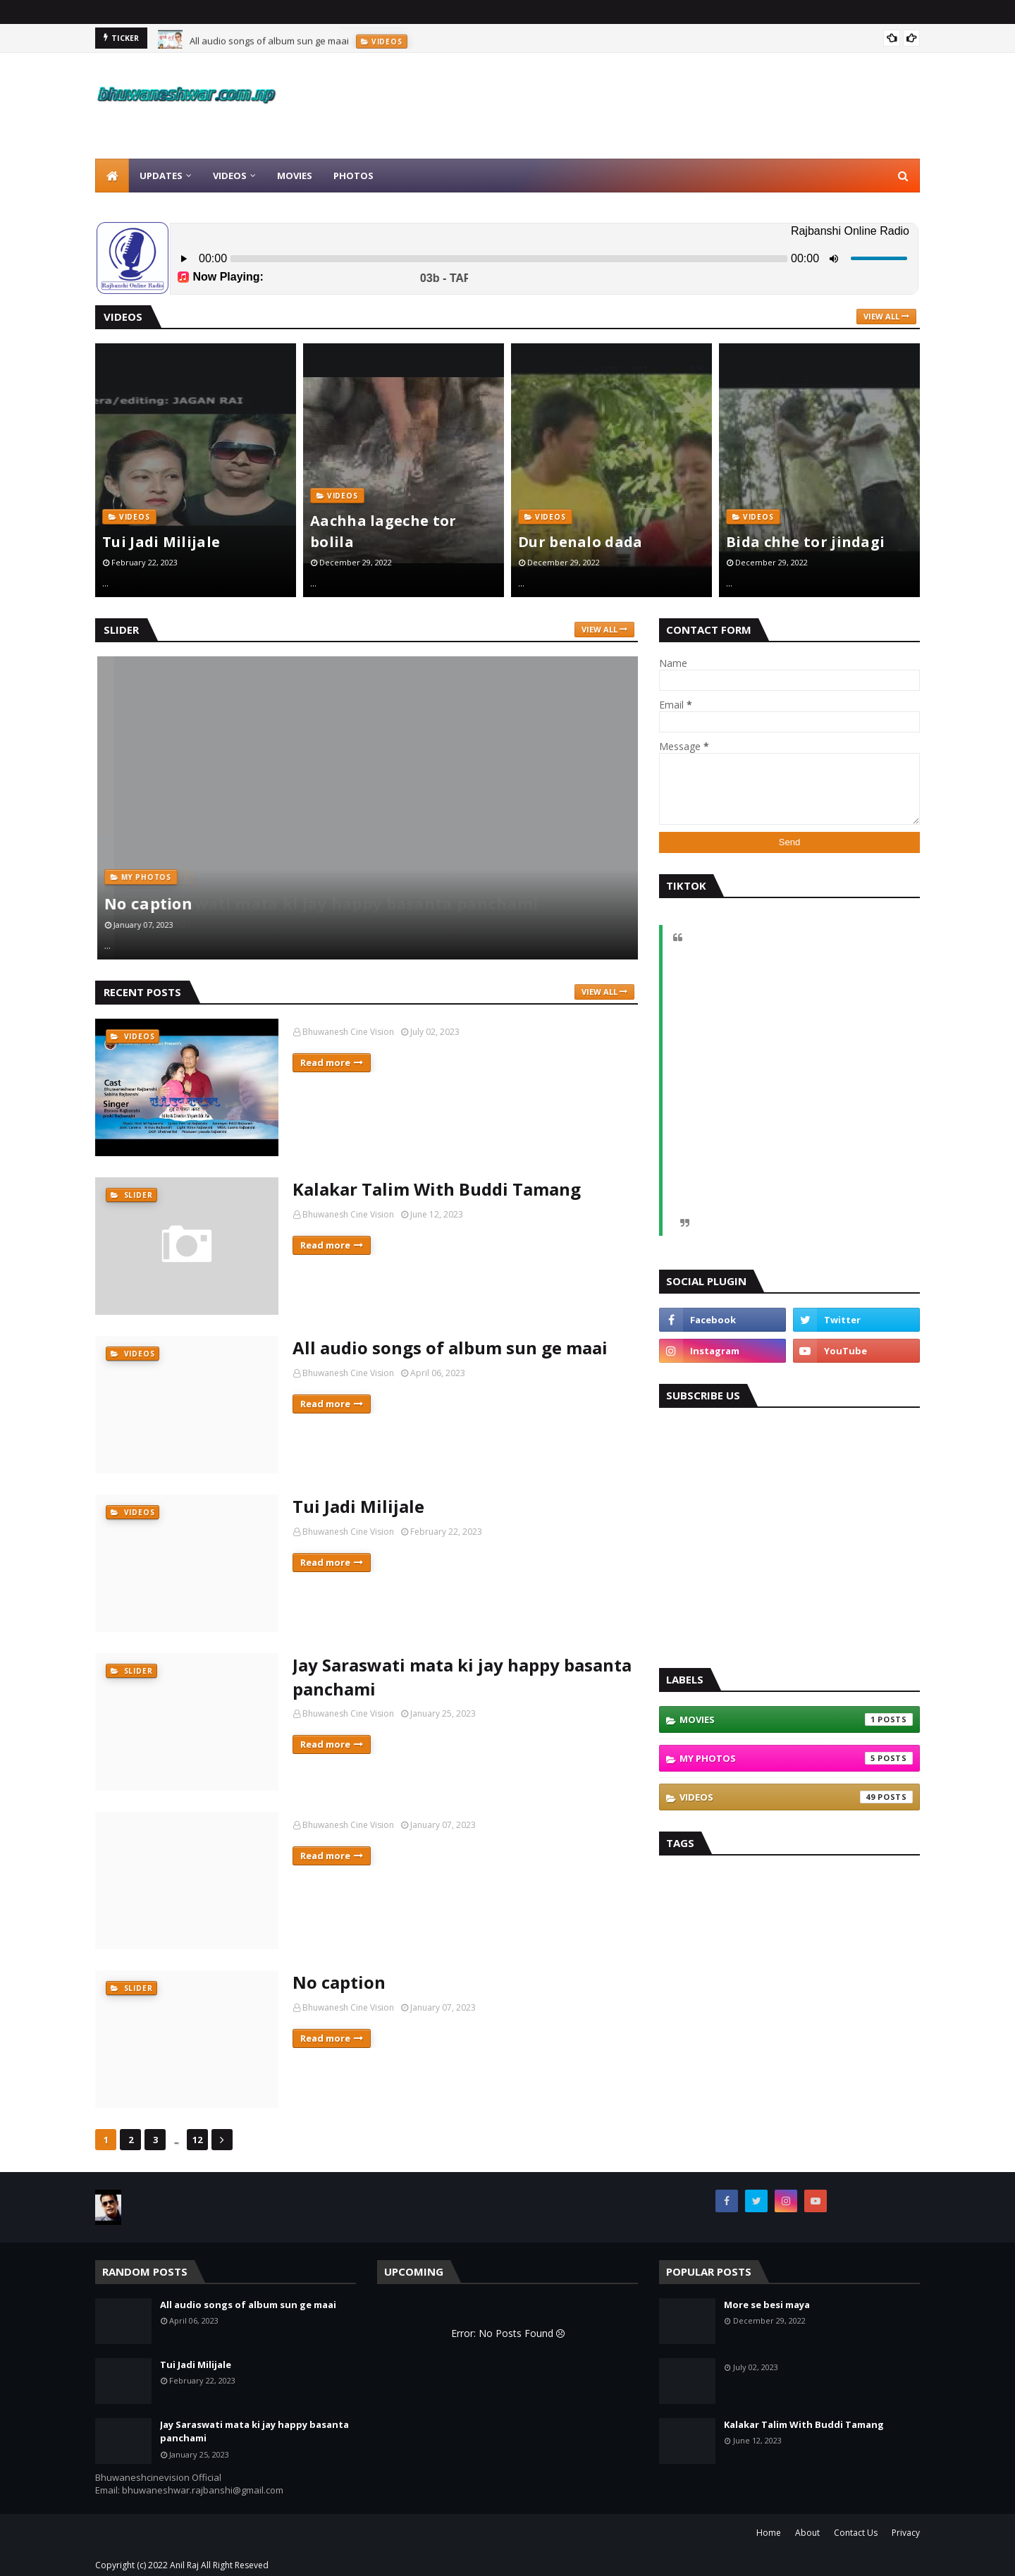 TICKER
All audio songs of album sun ge maai VIDEOS
bhuwaneshwar.com.np
UPDATES VIDEOS MOVIES PHOTOS
Rajbanshi Online Radio
Rajbanshi Online Radio
00:00 00:00
Now Playing: 03b - TAP
VIDEOS
VIEW ALL
era/editing: JAGAN RAI
VIDEOS
Tui Jadi Milijale
February 22, 2023
...
VIDEOS
Aachha lageche tor
bolila
December 29, 2022
...
VIDEOS
Dur benalo dada
December 29, 2022
...
VIDEOS
Bida chhe tor jindagi
December 29, 2022
...
SLIDER
VIEW ALL
MY PHOTOS
No caption
January 07, 2023
...
CONTACT FORM
Name
Email *
Message *
Send
TIKTOK
RECENT POSTS
VIEW ALL
VIDEOS
Cast
Singer
Bhuwanesh Cine Vision July 02, 2023
Read more
SLIDER
Kalakar Talim With Buddi Tamang
Bhuwanesh Cine Vision June 12, 2023
Read more
VIDEOS
All audio songs of album sun ge maai
Bhuwanesh Cine Vision April 06, 2023
Read more
VIDEOS
Tui Jadi Milijale
Bhuwanesh Cine Vision February 22, 2023
Read more
SLIDER
Jay Saraswati mata ki jay happy basanta
panchami
Bhuwanesh Cine Vision January 25, 2023
Read more
Bhuwanesh Cine Vision January 07, 2023
Read more
SLIDER
No caption
Bhuwanesh Cine Vision January 07, 2023
Read more
1 2 3 ... 12
SOCIAL PLUGIN
Facebook
Twitter
Instagram
YouTube
SUBSCRIBE US
LABELS
MOVIES 1 POSTS
MY PHOTOS 5 POSTS
VIDEOS 49 POSTS
TAGS
RANDOM POSTS
All audio songs of album sun ge maai
April 06, 2023
Tui Jadi Milijale
February 22, 2023
Jay Saraswati mata ki jay happy basanta
panchami
January 25, 2023
Bhuwaneshcinevision Official
Email: bhuwaneshwar.rajbanshi@gmail.com
UPCOMING
Error: No Posts Found
POPULAR POSTS
More se besi maya
December 29, 2022
July 02, 2023
Kalakar Talim With Buddi Tamang
June 12, 2023
Home About Contact Us Privacy
Copyright (c) 2022 Anil Raj All Right Reseved